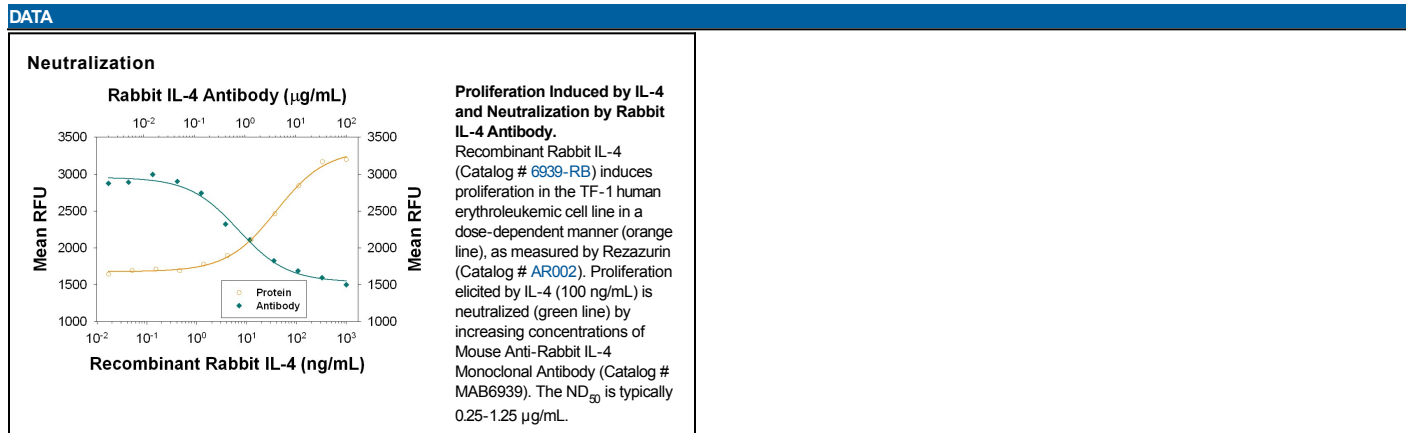 DATA
Neutralization
Rabbit IL-4 Antibody (μg/mL)
10-2 10-1 100 101 102
3500 3500
3000 3000
2500 2500
2000 2000
1500 1500
1000 1000
Mean RFU
Mean RFU
Protein
Antibody
10-2 10-1 100 101 102 103
Recombinant Rabbit IL-4 (ng/mL)
Proliferation Induced by IL-4
and Neutralization by Rabbit
IL-4 Antibody.
Recombinant Rabbit IL-4
(Catalog # 6939-RB) induces
proliferation in the TF-1 human
erythroleukemic cell line in a
dose-dependent manner (orange
line), as measured by Rezazurin
(Catalog # AR002). Proliferation
elicited by IL-4 (100 ng/mL) is
neutralized (green line) by
increasing concentrations of
Mouse Anti-Rabbit IL-4
Monoclonal Antibody (Catalog #
MAB6939). The ND50 is typically
0.25-1.25 µg/mL.